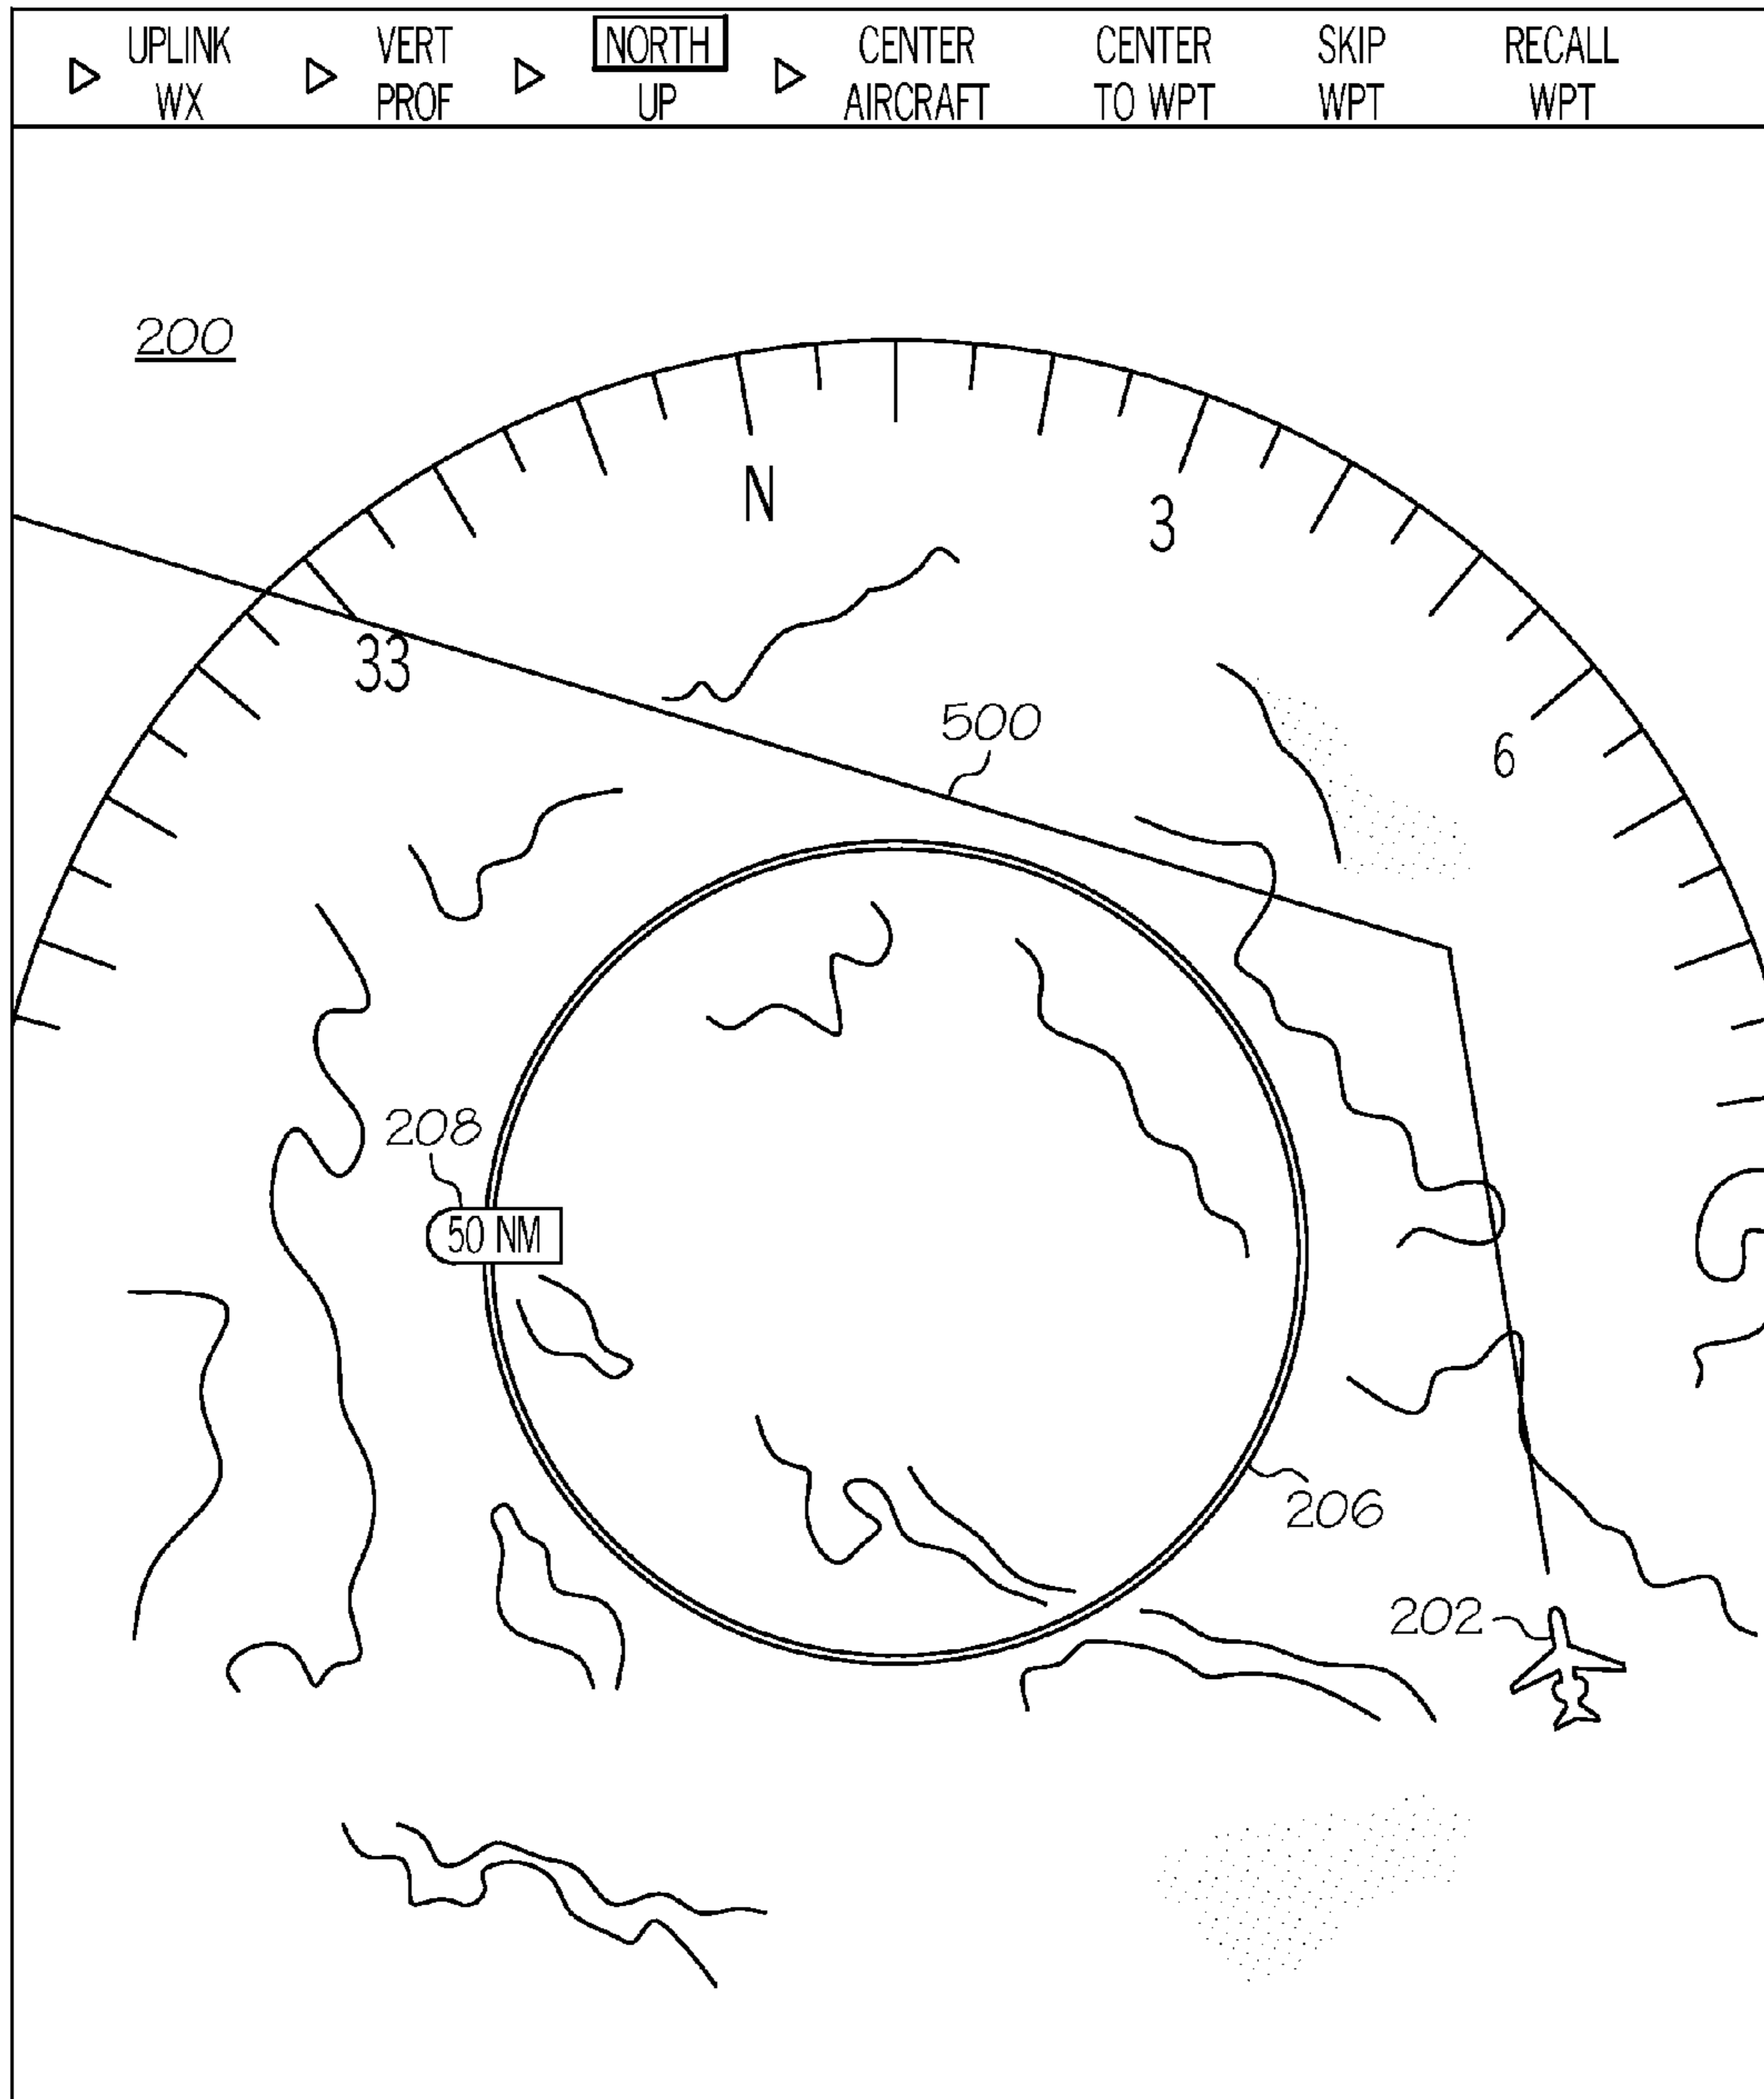 UPLINK WX
VERT PROF
NORTH UP
CENTER AIRCRAFT
CENTER TO WPT
SKIP WPT
RECALL WPT
200
N
3
33
500
6
208
50 NM
206
202